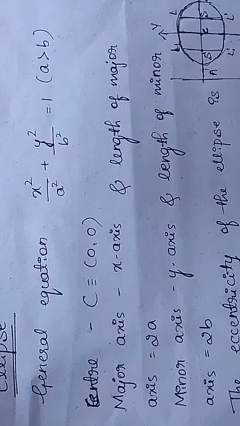 Ellipse
General equation x²/a² + y²/b² = 1 (a>b)
Centre - C ≡ (0,0)
Major axis - x-axis & length of major
axis = 2a
Minor axis - y-axis & length of minor
axis = 2b
The eccentricity of the ellipse is
Y
L
L
S
C
S
A
L'
L'